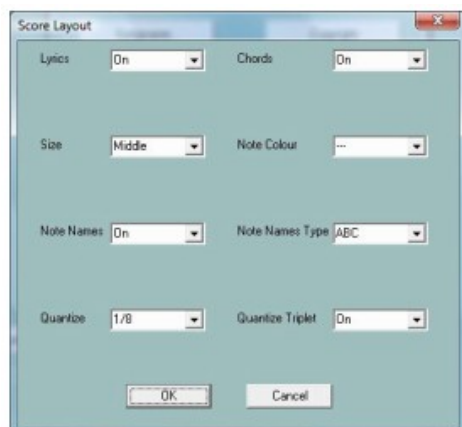 Score Layout
Lyrics On Chords On
Size Middle Note Colour ---
Note Names On Note Names Type ABC
Quantize 1/8 Quantize Triplet On
OK Cancel